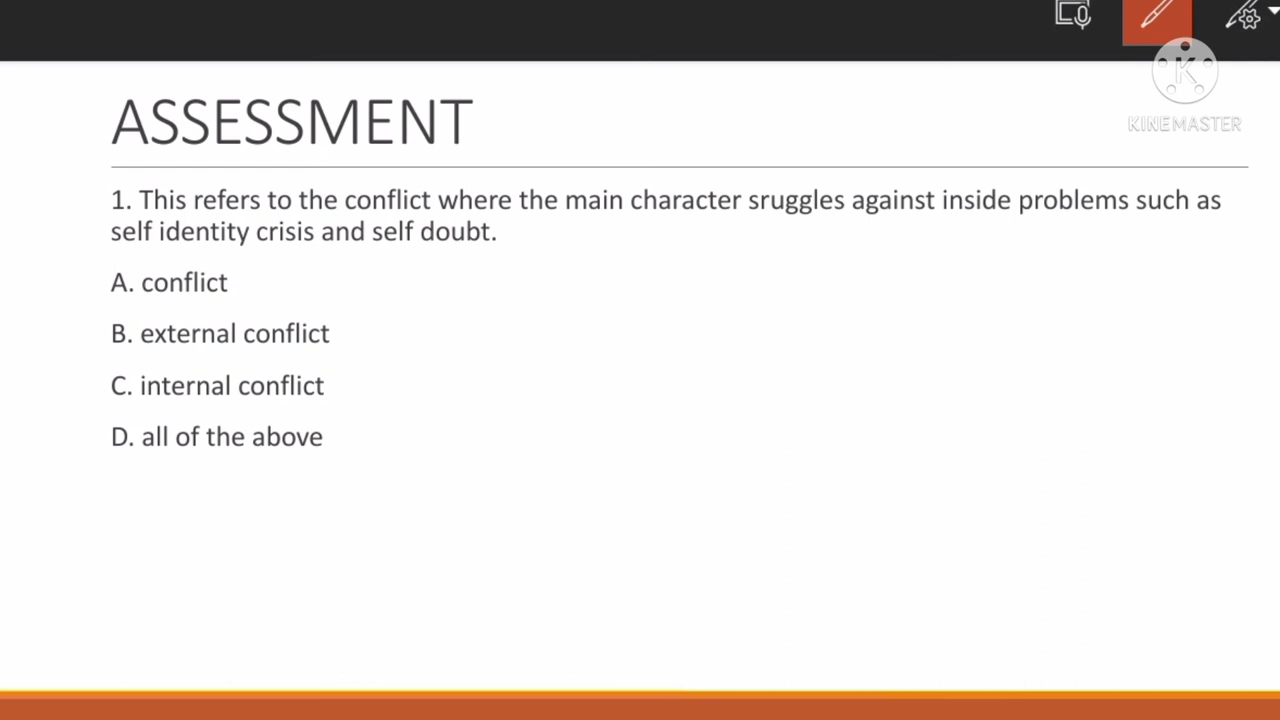 KINEMASTER
ASSESSMENT
1. This refers to the conflict where the main character sruggles against inside problems such as
self identity crisis and self doubt.
A. conflict
B. external conflict
C. internal conflict
D. all of the above